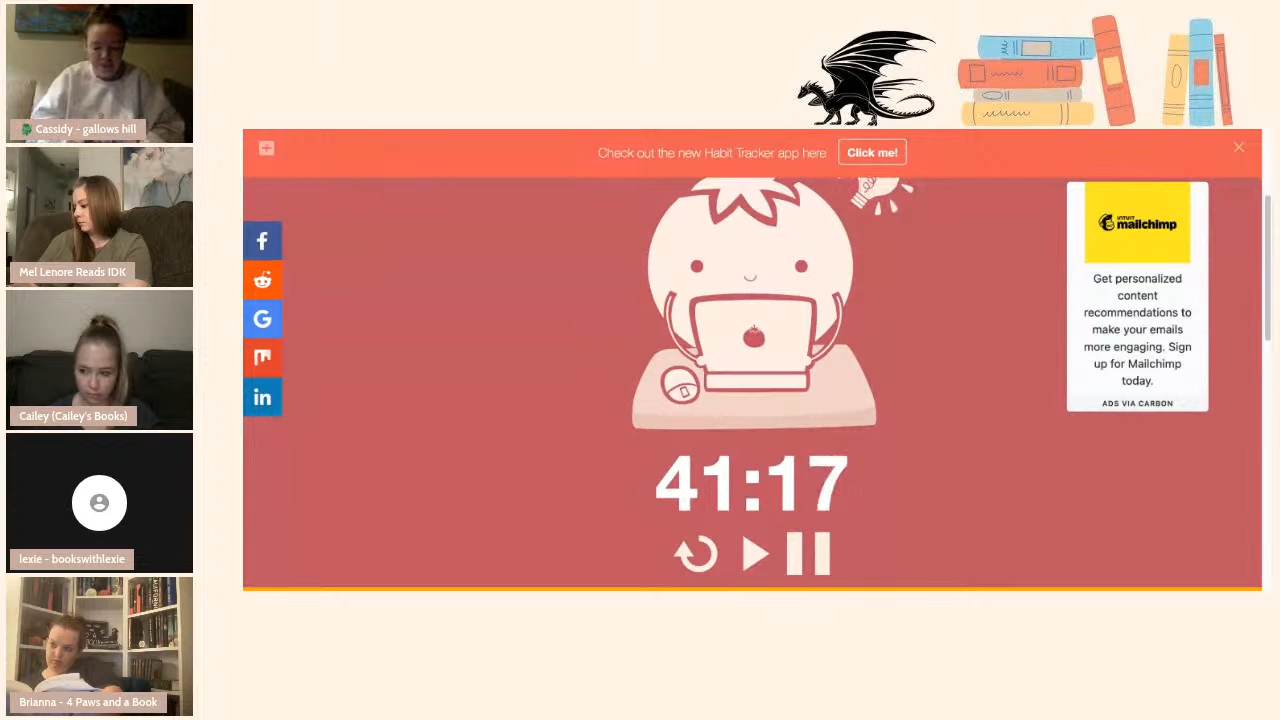 Cassidy - gallows hill
Mel Lenore Reads IDK
Cailey (Cailey's Books)
lexie - bookswithlexie
Brianna - 4 Paws and a Book
Check out the new Habit Tracker app here
Click me!
INTUIT
mailchimp
Get personalized
content
recommendations to
make your emails
more engaging. Sign
up for Mailchimp
today.
ADS VIA CARBON
41:17